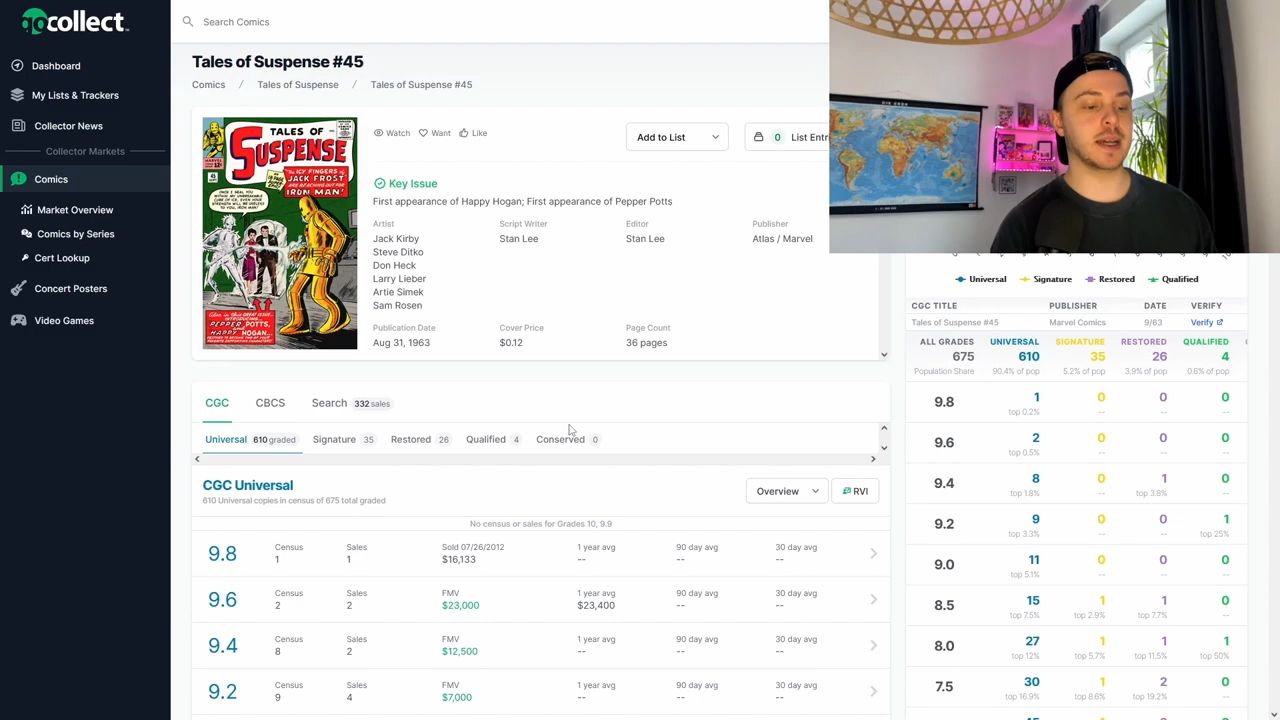 gocollect
Search Comics
Dashboard
My Lists & Trackers
Collector News
Collector Markets
Comics
Market Overview
Comics by Series
Cert Lookup
Concert Posters
Video Games
Tales of Suspense #45
Comics / Tales of Suspense / Tales of Suspense #45
TALES OF
SUSPENSE
THE ICY FINGERS OF
JACK FROST
ARE REACHING OUT FOR
IRON MAN!
PEPPER POTTS,
HAPPY HOGAN
Watch Want Like
Add to List
0 List Entri
Key Issue
First appearance of Happy Hogan; First appearance of Pepper Potts
Artist Script Writer Editor Publisher
Jack Kirby Stan Lee Stan Lee Atlas / Marvel
Steve Ditko
Don Heck
Larry Lieber
Artie Simek
Sam Rosen
Publication Date Cover Price Page Count
Aug 31, 1963 $0.12 36 pages
CGC CBCS Search 332 sales
Universal 610 graded Signature 35 Restored 26 Qualified 4 Conserved 0
CGC Universal
610 Universal copies in census of 675 total graded
Overview RVI
No census or sales for Grades 10, 9.9
9.8 Census Sales Sold 07/26/2012 1 year avg 90 day avg 30 day avg
1 1 $16,133 -- -- --
9.6 Census Sales FMV 1 year avg 90 day avg 30 day avg
2 2 $23,000 $23,400 -- --
9.4 Census Sales FMV 1 year avg 90 day avg 30 day avg
8 2 $12,500 -- -- --
9.2 Census Sales FMV 1 year avg 90 day avg 30 day avg
9 4 $7,000 -- -- --
Universal Signature Restored Qualified
CGC TITLE PUBLISHER DATE VERIFY
Tales of Suspense #45 Marvel Comics 9/63 Verify
ALL GRADES UNIVERSAL SIGNATURE RESTORED QUALIFIED
675 610 35 26 4
Population Share 90.4% of pop 5.2% of pop 3.9% of pop 0.6% of pop
9.8 1 0 0 0
top 0.2% -- -- --
9.6 2 0 0 0
top 0.5% -- -- --
9.4 8 0 1 0
top 1.8% -- top 3.8% --
9.2 9 0 0 1
top 3.3% -- -- top 25%
9.0 11 0 0 0
top 5.1% -- -- --
8.5 15 1 1 0
top 7.5% top 2.9% top 7.7% --
8.0 27 1 1 1
top 12% top 5.7% top 11.5% top 50%
7.5 30 1 2 0
top 16.9% top 8.6% top 19.2% --